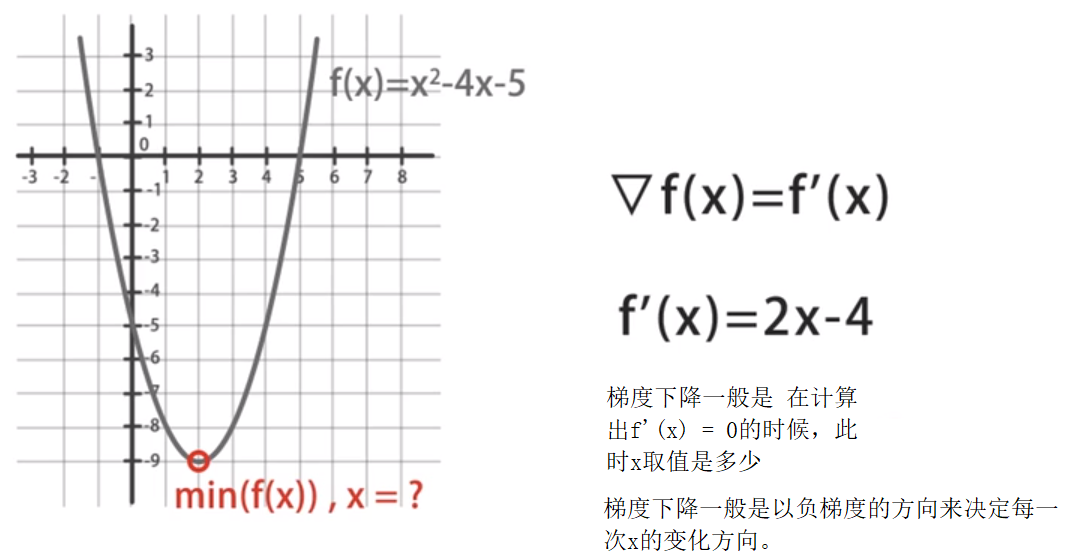 3
2
f(x)=x²-4x-5
1
0
-3 -2 - 1 2 3 4 5 6 7 8
-1
-2
-3
-4
-5
-6
-7
-8
-9
min(f(x)) , x = ?
▽f(x)=f′(x)
f′(x)=2x-4
梯度下降一般是 在计算
出f'(x) = 0的时候，此
时x取值是多少
梯度下降一般是以负梯度的方向来决定每一
次x的变化方向。